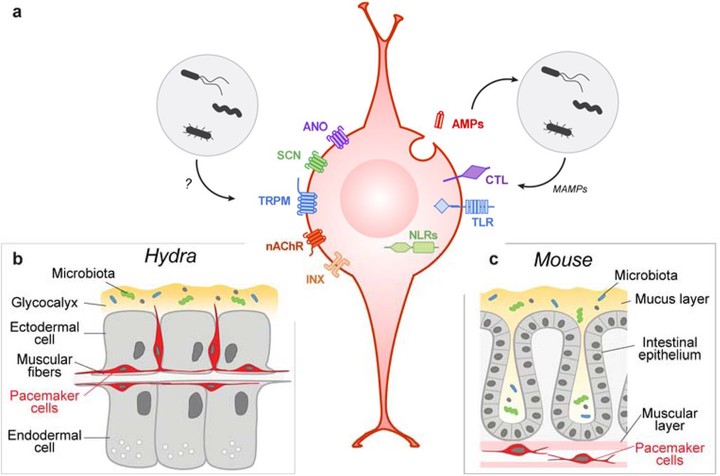 a
ANO
SCN
TRPM
nAChR
INX
?
AMPs
CTL
MAMPs
TLR
NLRs
b
Hydra
Microbiota
Glycocalyx
Ectodermal
cell
Muscular
fibers
Pacemaker
cells
Endodermal
cell
c
Mouse
Microbiota
Mucus layer
Intestinal
epithelium
Muscular
layer
Pacemaker
cells